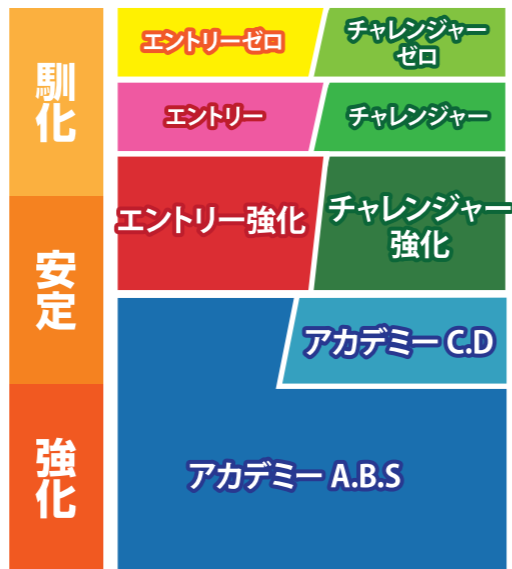 馴化
エントリーゼロ
チャレンジャー
ゼロ
エントリー
チャレンジャー
エントリー強化
チャレンジャー
強化
安定
アカデミー C.D
強化
アカデミー A.B.S